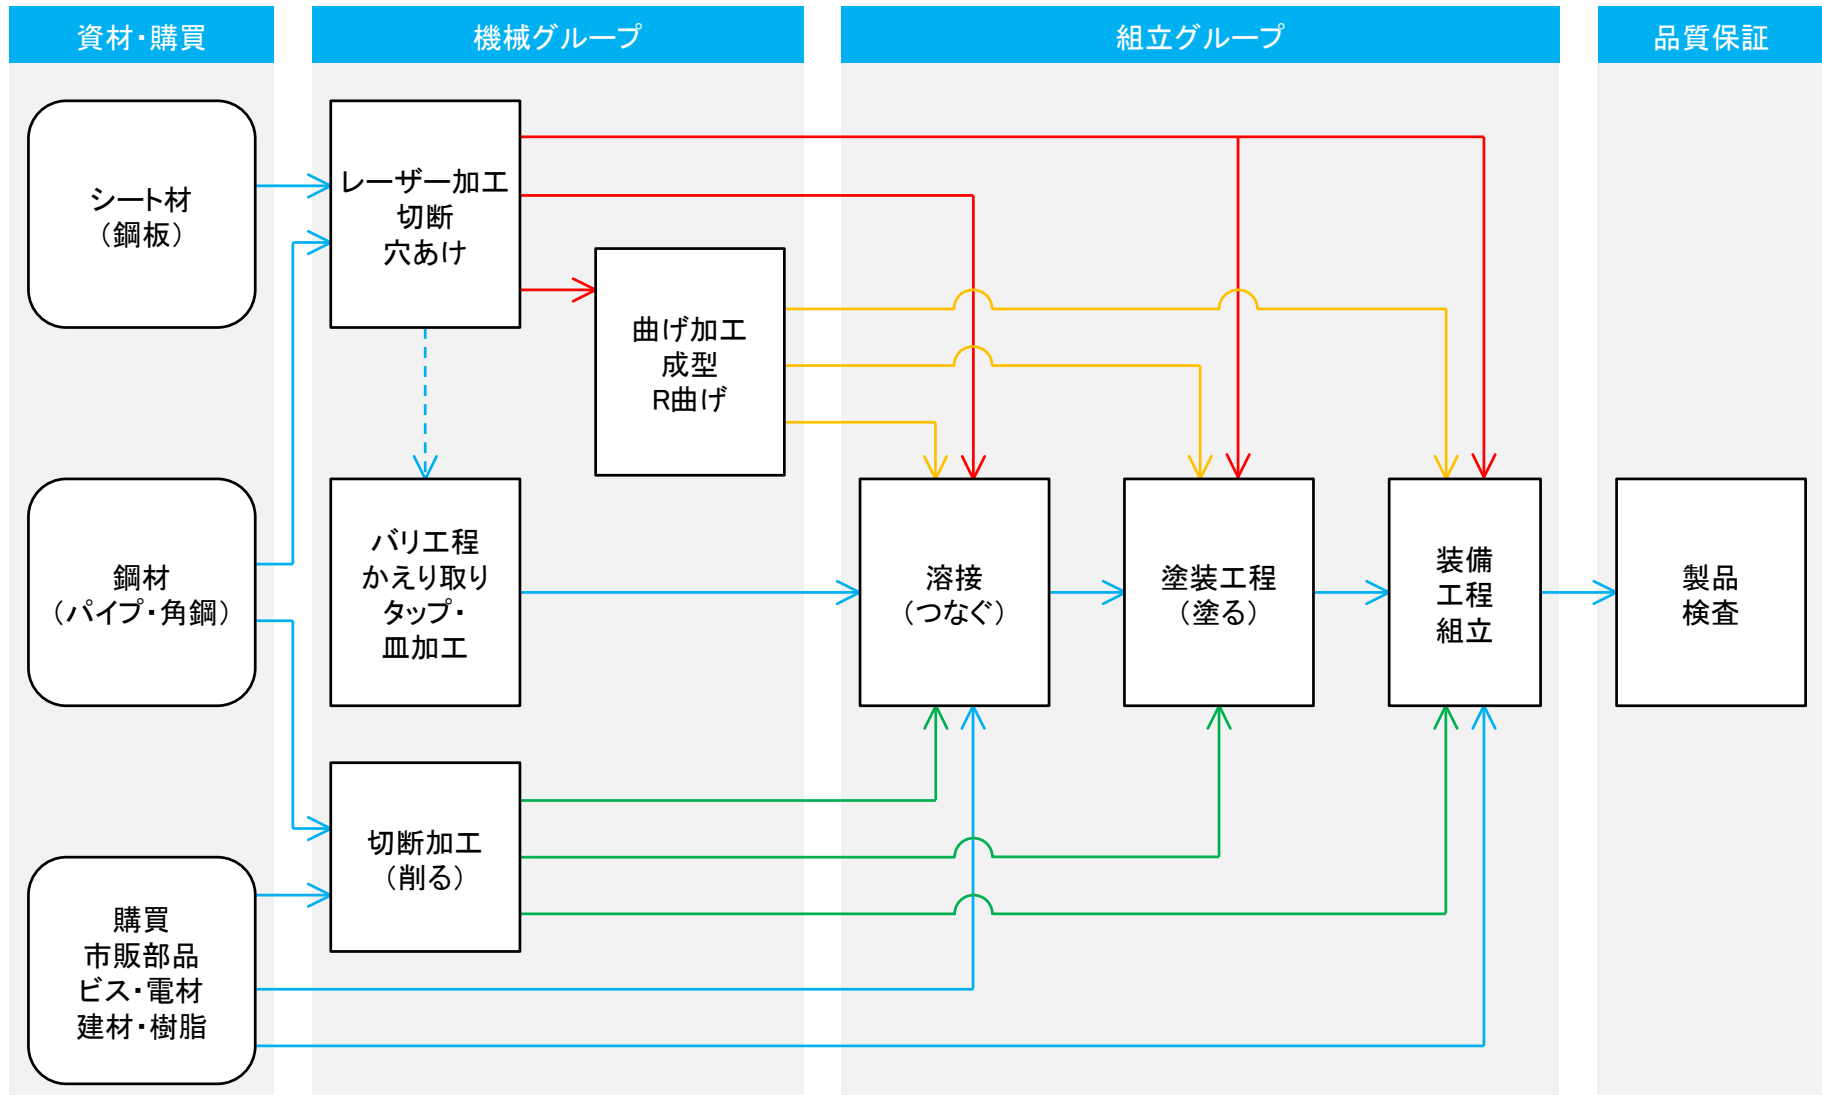 資材・購買
機械グループ
組立グループ
品質保証
シート材
（鋼板）
レーザー加工
切断
穴あけ
曲げ加工
成型
R曲げ
鋼材
（パイプ・角鋼）
バリ工程
かえり取り
タップ・
皿加工
溶接
（つなぐ）
塗装工程
（塗る）
装備
工程
組立
製品
検査
切断加工
（削る）
購買
市販部品
ビス・電材
建材・樹脂